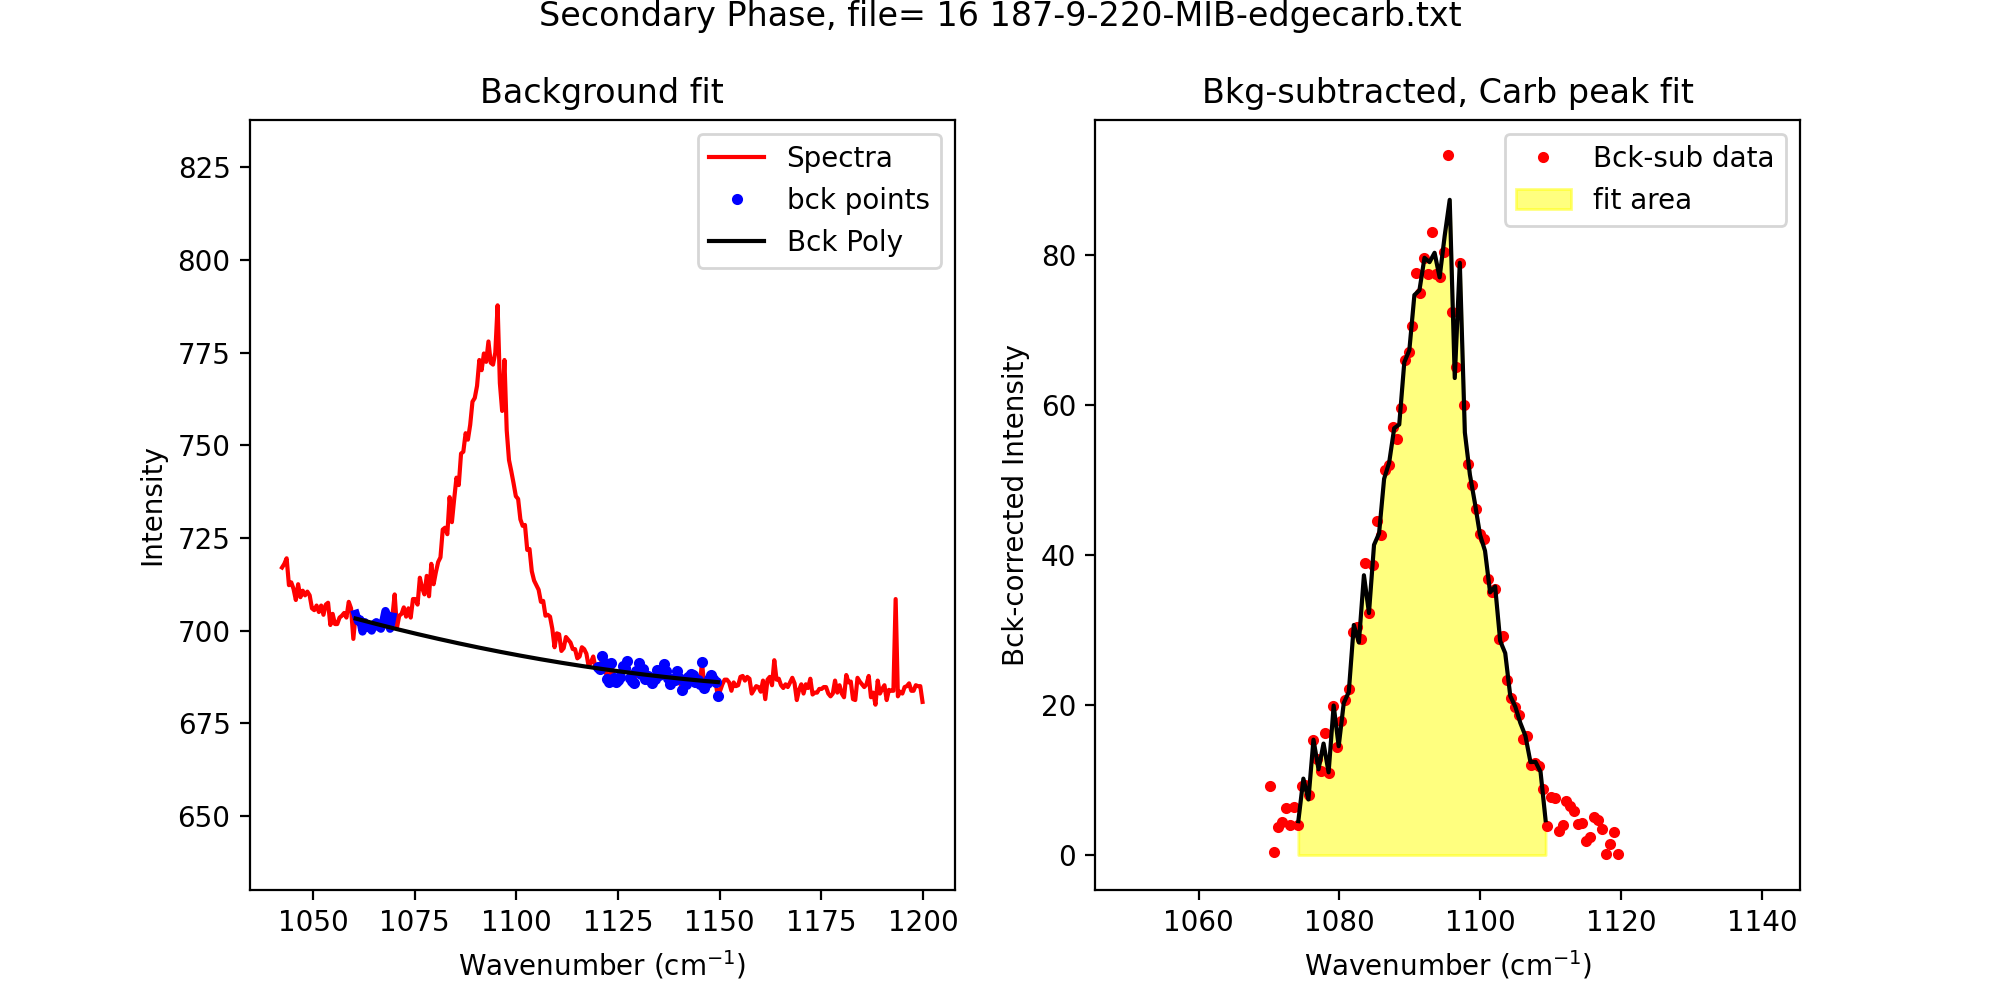 Secondary Phase, file= 16 187-9-220-MIB-edgecarb.txt
Background fit
Spectra
bck points
Bck Poly
Intensity
825
800
775
750
725
700
675
650
1050 1075 1100 1125 1150 1175 1200
Wavenumber (cm⁻¹)
Bkg-subtracted, Carb peak fit
Bck-sub data
fit area
Bck-corrected Intensity
80
60
40
20
0
1060 1080 1100 1120 1140
Wavenumber (cm⁻¹)